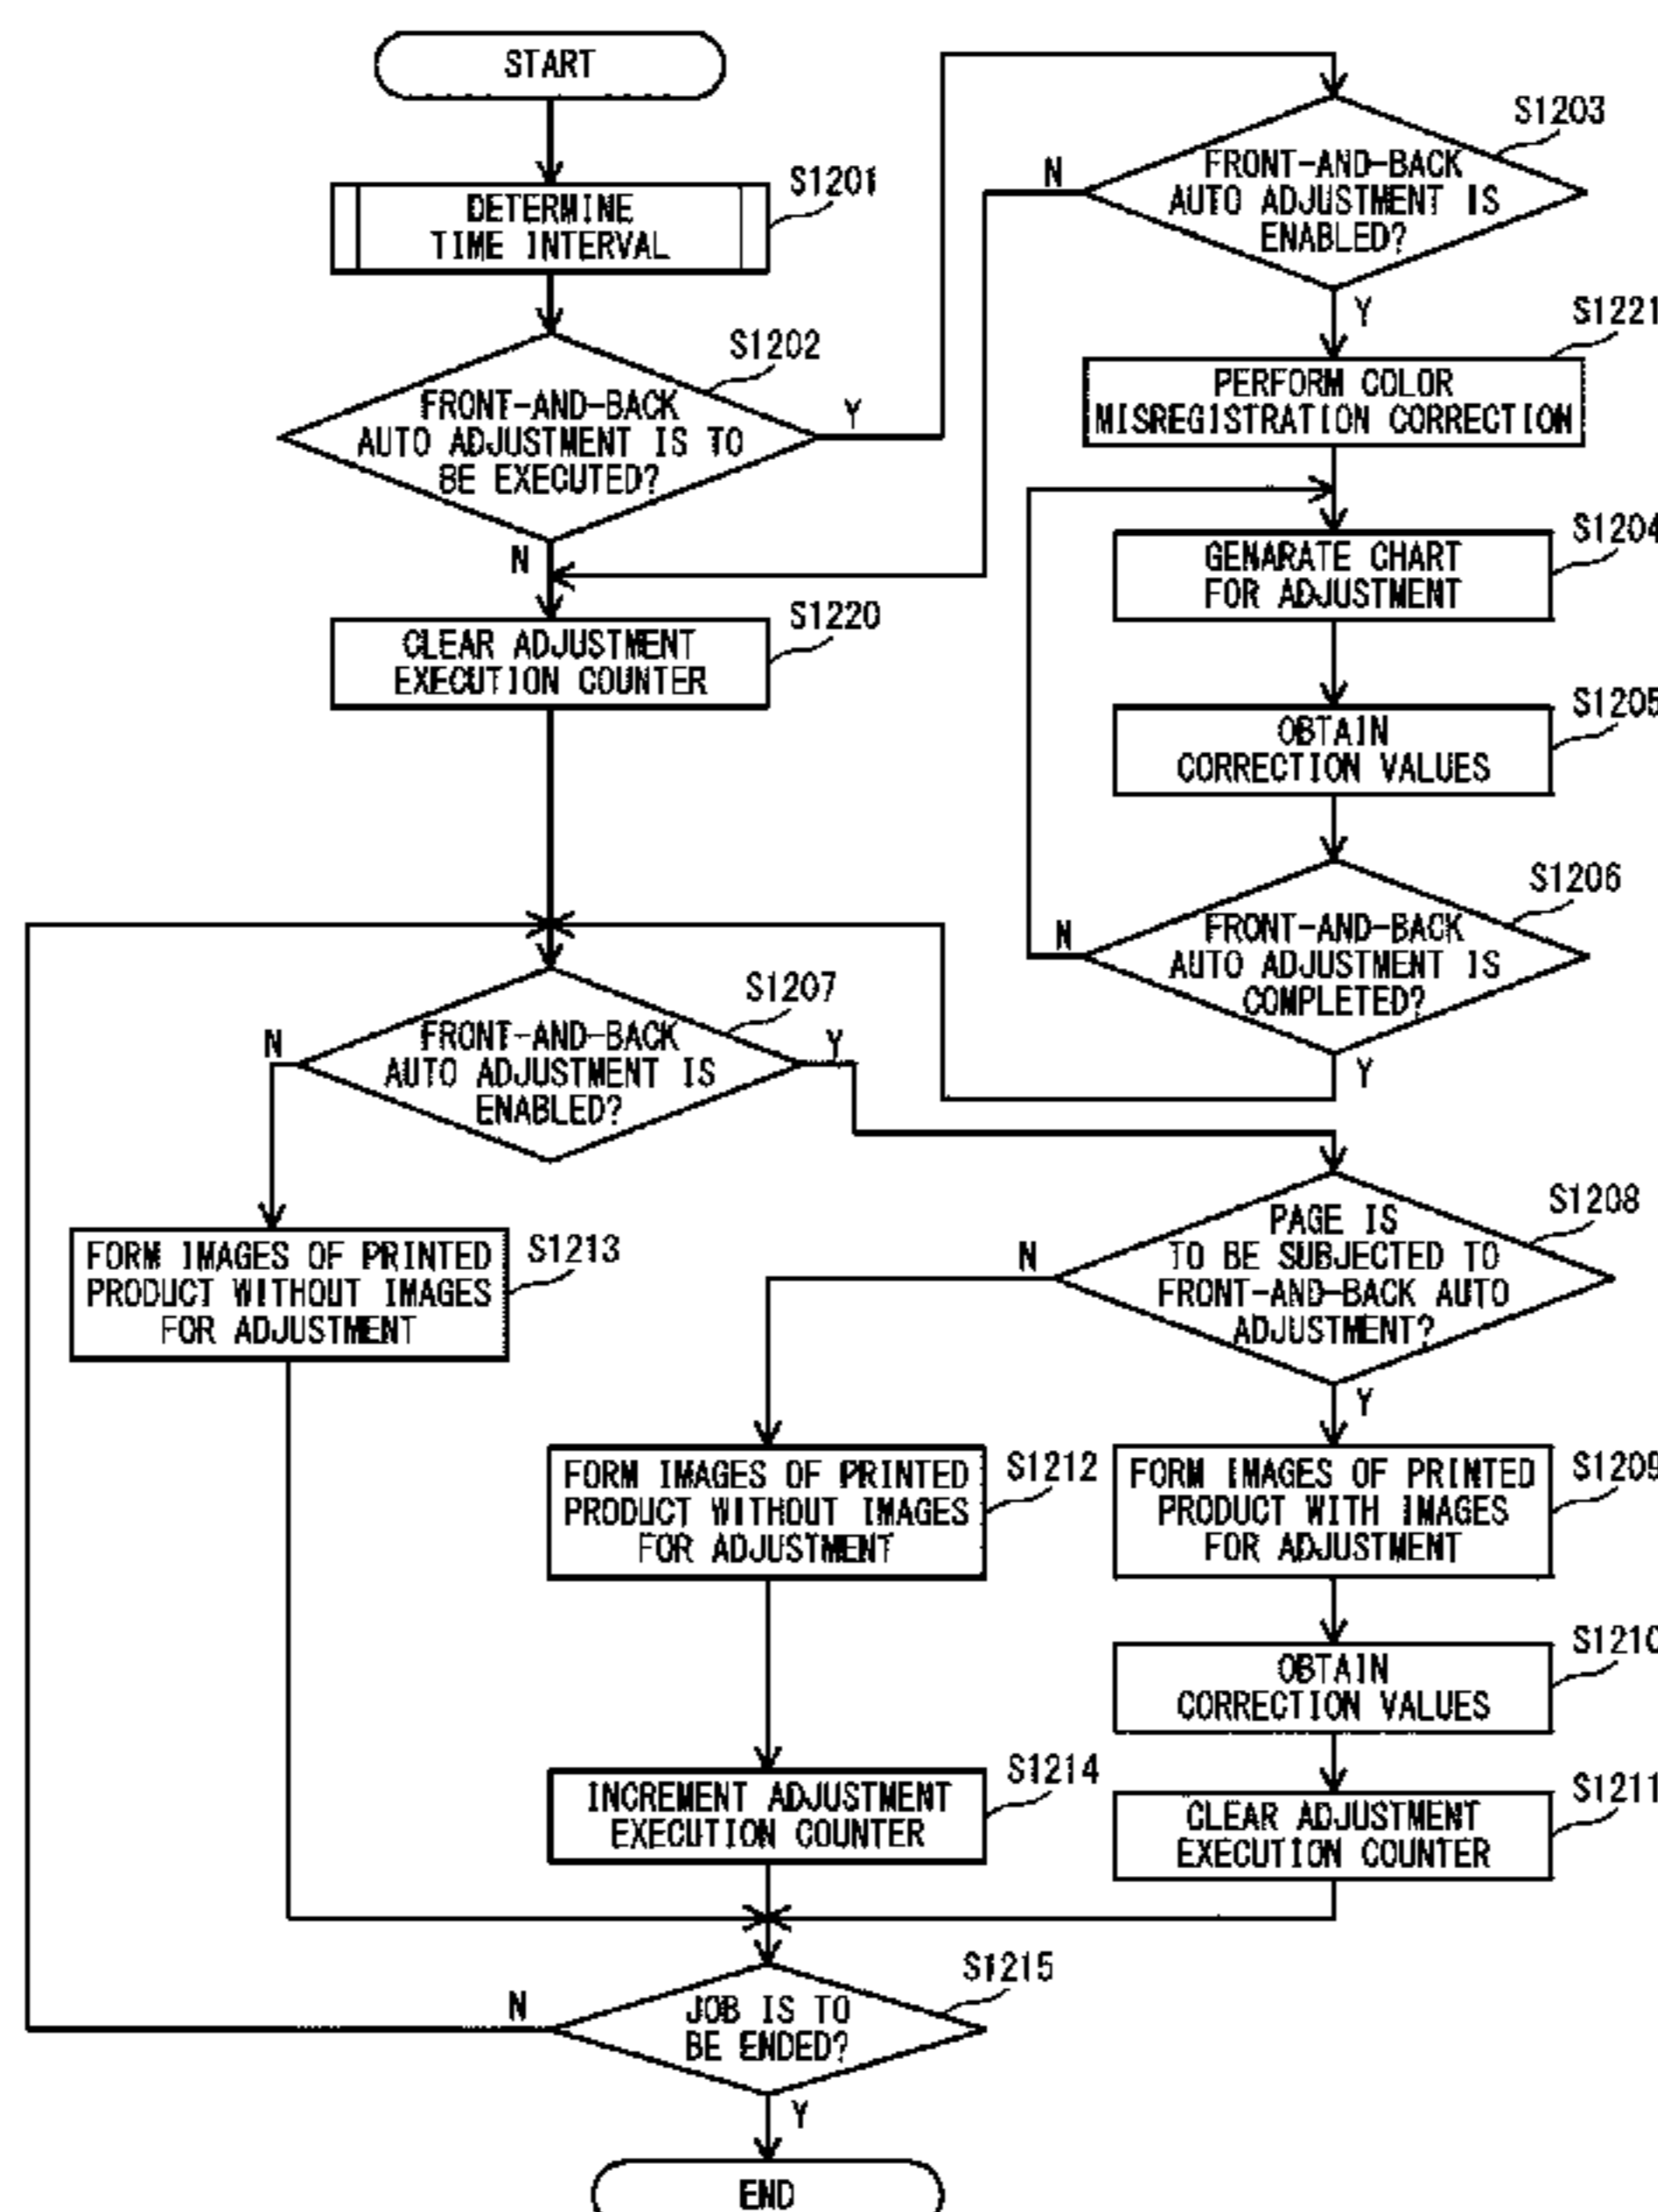 START
S1201
DETERMINE
TIME INTERVAL
S1202
FRONT-AND-BACK
AUTO ADJUSTMENT IS TO
BE EXECUTED?
Y
N
S1203
FRONT-AND-BACK
AUTO ADJUSTMENT IS
ENABLED?
N
Y
S1221
PERFORM COLOR
MISREGISTRATION CORRECTION
S1204
GENARATE CHART
FOR ADJUSTMENT
S1220
CLEAR ADJUSTMENT
EXECUTION COUNTER
S1205
OBTAIN
CORRECTION VALUES
S1206
FRONT-AND-BACK
AUTO ADJUSTMENT IS
COMPLETED?
N
Y
S1207
FRONT-AND-BACK
AUTO ADJUSTMENT IS
ENABLED?
N
Y
S1208
PAGE IS
TO BE SUBJECTED TO
FRONT-AND-BACK AUTO
ADJUSTMENT?
N
Y
S1213
FORM IMAGES OF PRINTED
PRODUCT WITHOUT IMAGES
FOR ADJUSTMENT
S1212
FORM IMAGES OF PRINTED
PRODUCT WITHOUT IMAGES
FOR ADJUSTMENT
S1209
FORM IMAGES OF PRINTED
PRODUCT WITH IMAGES
FOR ADJUSTMENT
S1210
OBTAIN
CORRECTION VALUES
S1214
INCREMENT ADJUSTMENT
EXECUTION COUNTER
S1211
CLEAR ADJUSTMENT
EXECUTION COUNTER
S1215
JOB IS TO
BE ENDED?
N
Y
END